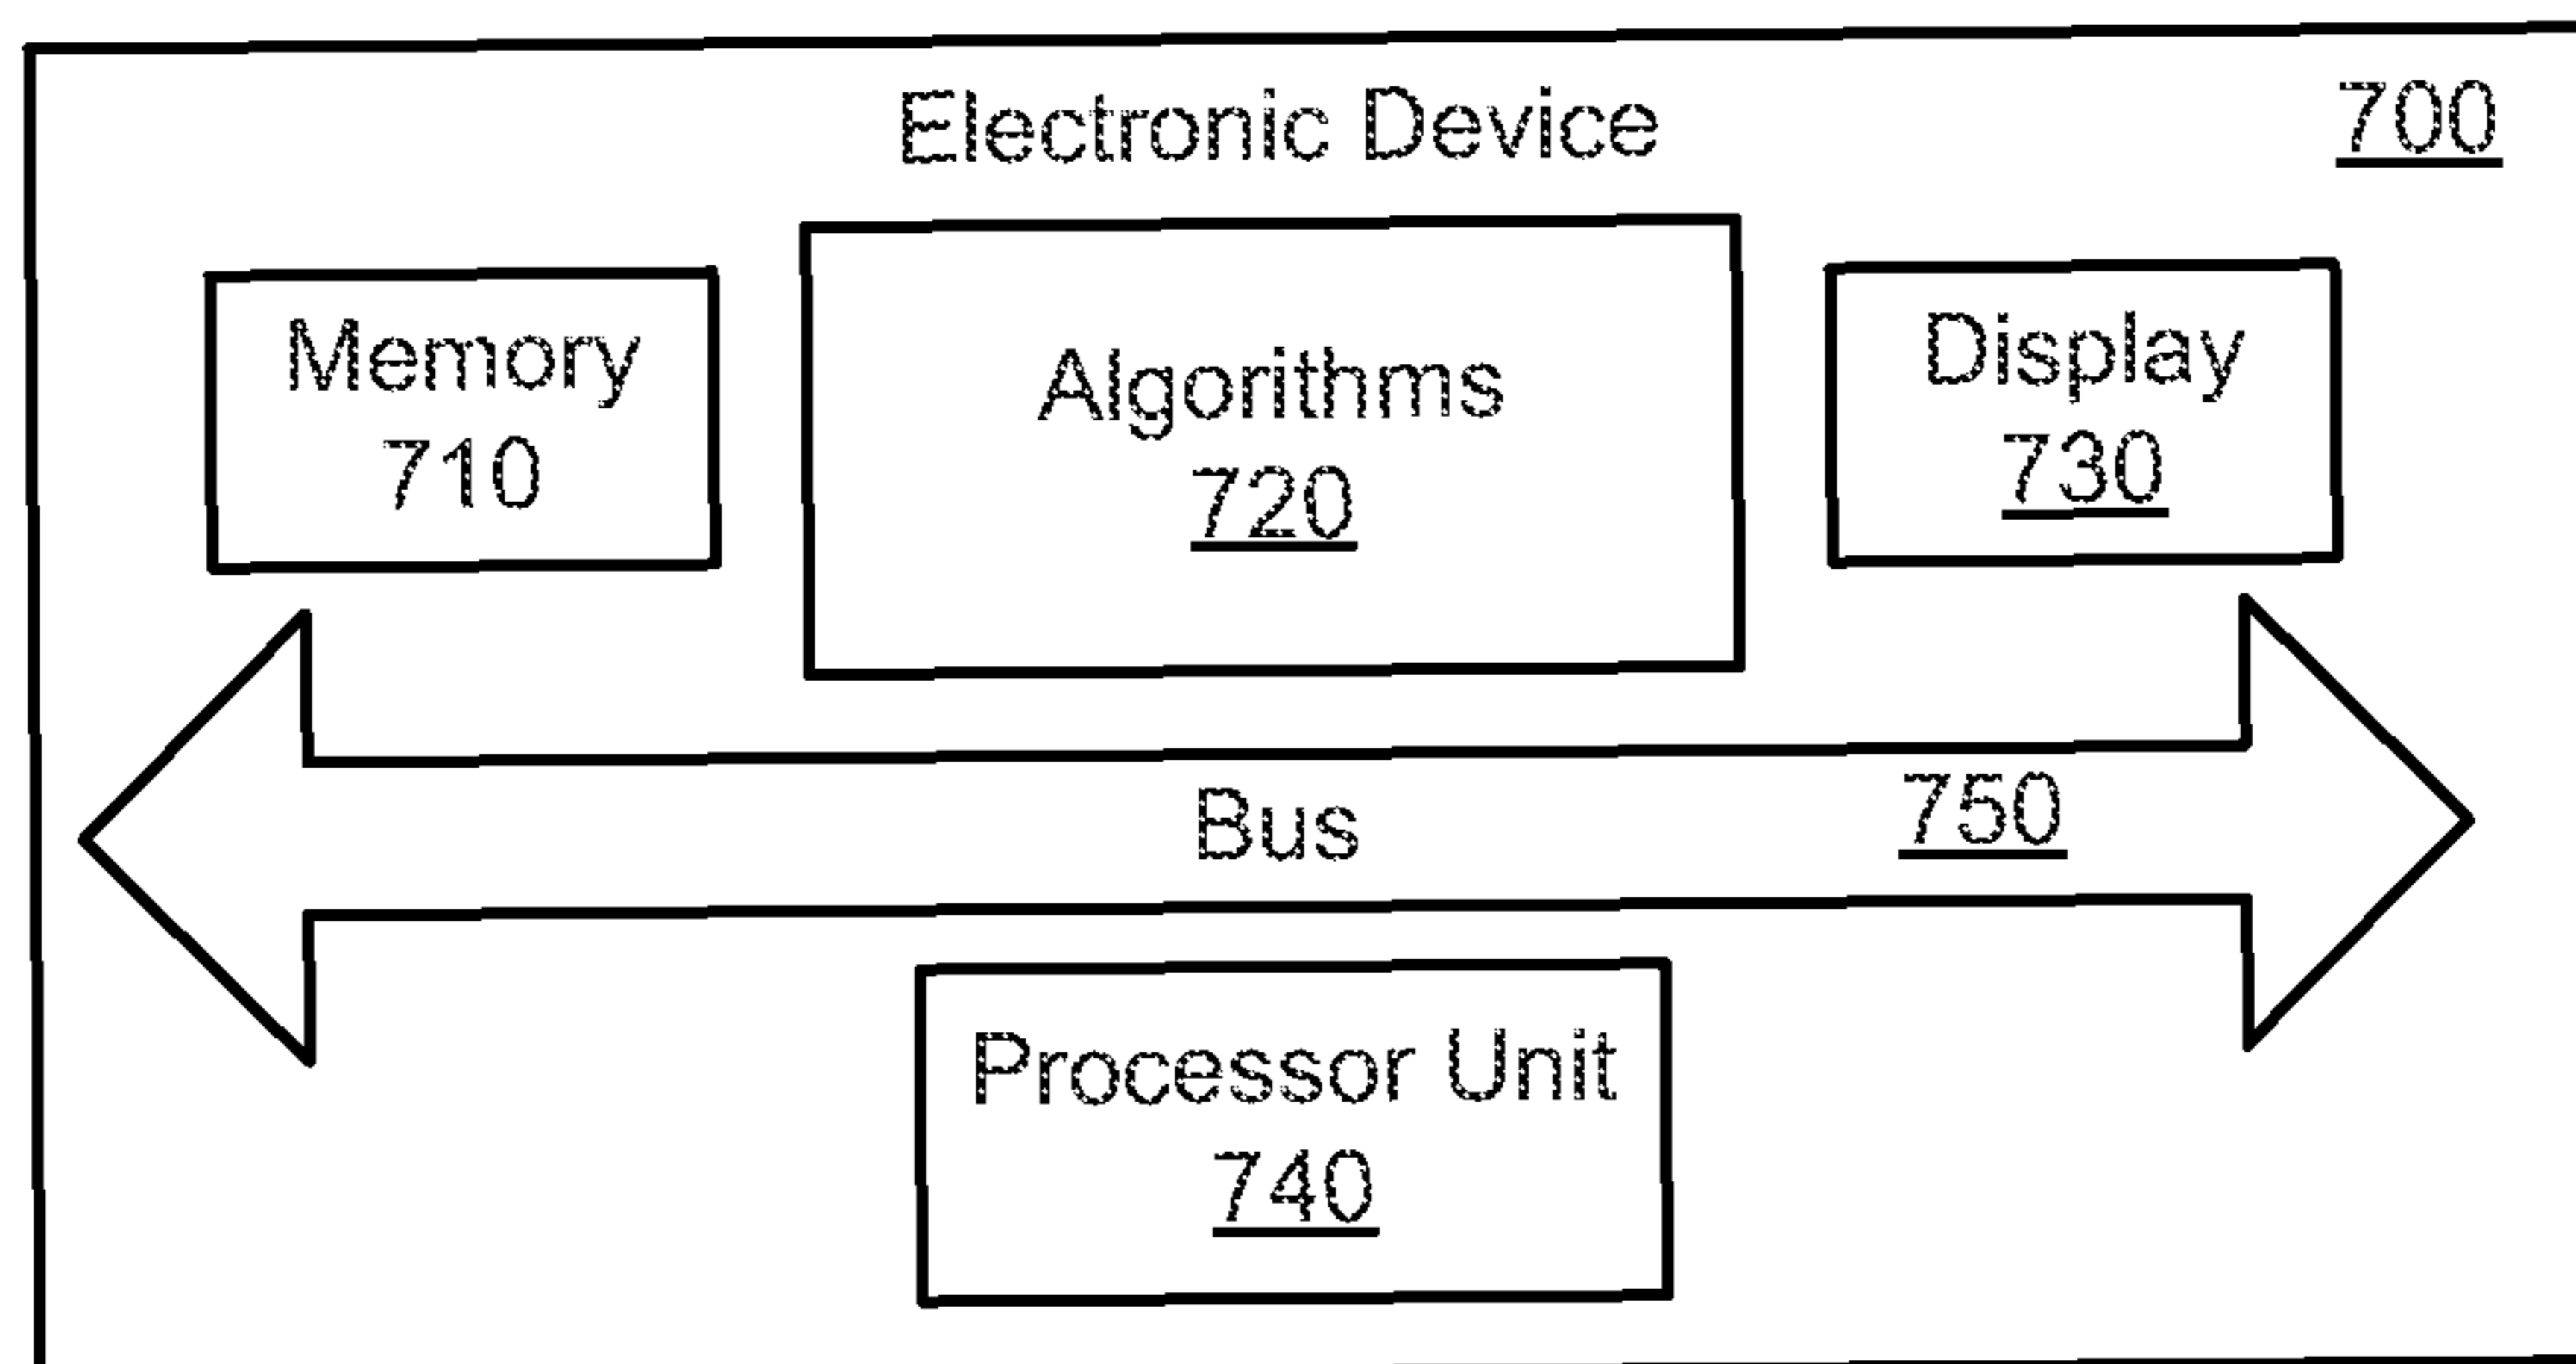 Electronic Device
700
Memory
710
Algorithms
720
Display
730
Bus
750
Processor Unit
740